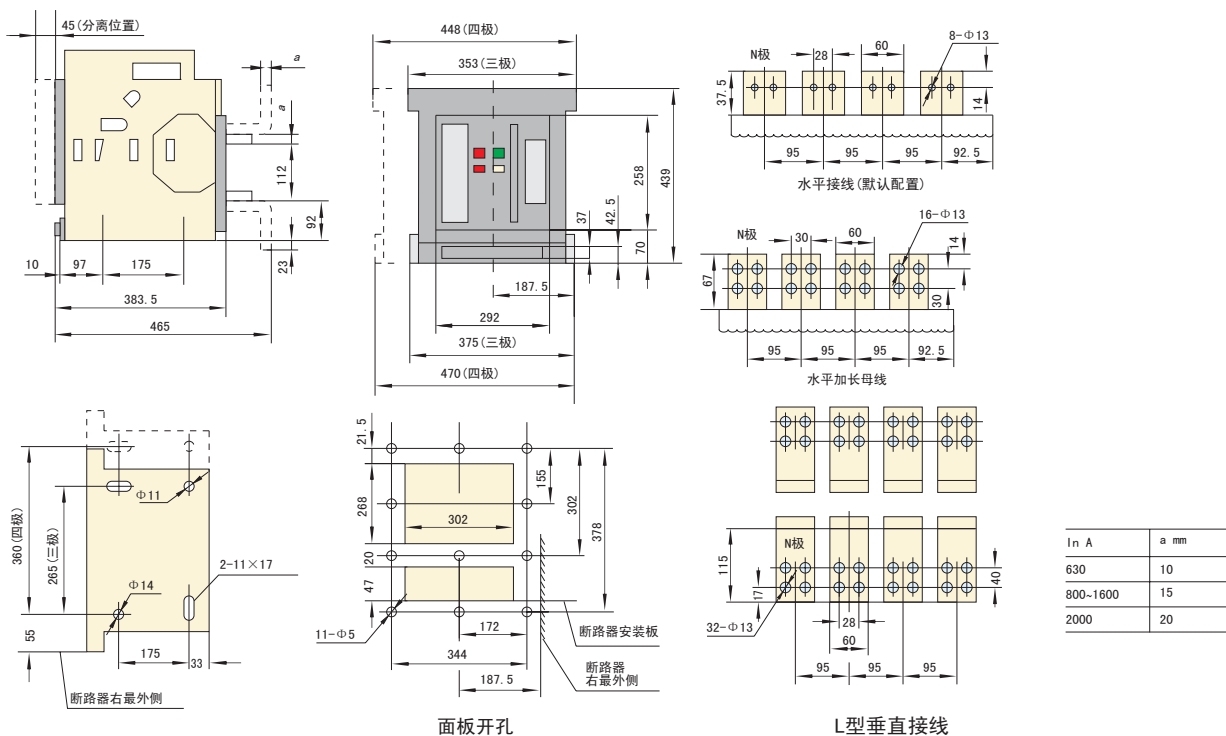 45(分离位置)
a
a
112
92
23
10
97
175
383.5
465
448(四极)
353(三极)
258
439
37
42.5
70
187.5
292
375(三极)
470(四极)
N极
28
60
8-Φ13
37.5
14
95
95
95
92.5
水平接线(默认配置)
16-Φ13
N极
30
60
14
67
30
95
95
95
92.5
水平加长母线
360(四极)
265(三极)
Φ11
2-11×17
Φ14
55
175
33
断路器右最外侧
21.5
268
302
155
302
378
20
47
11-Φ5
172
344
187.5
断路器安装板
断路器
右最外侧
面板开孔
115
N极
17
40
32-Φ13
28
60
95
95
95
L型垂直接线
In A a mm
630 10
800~1600 15
2000 20